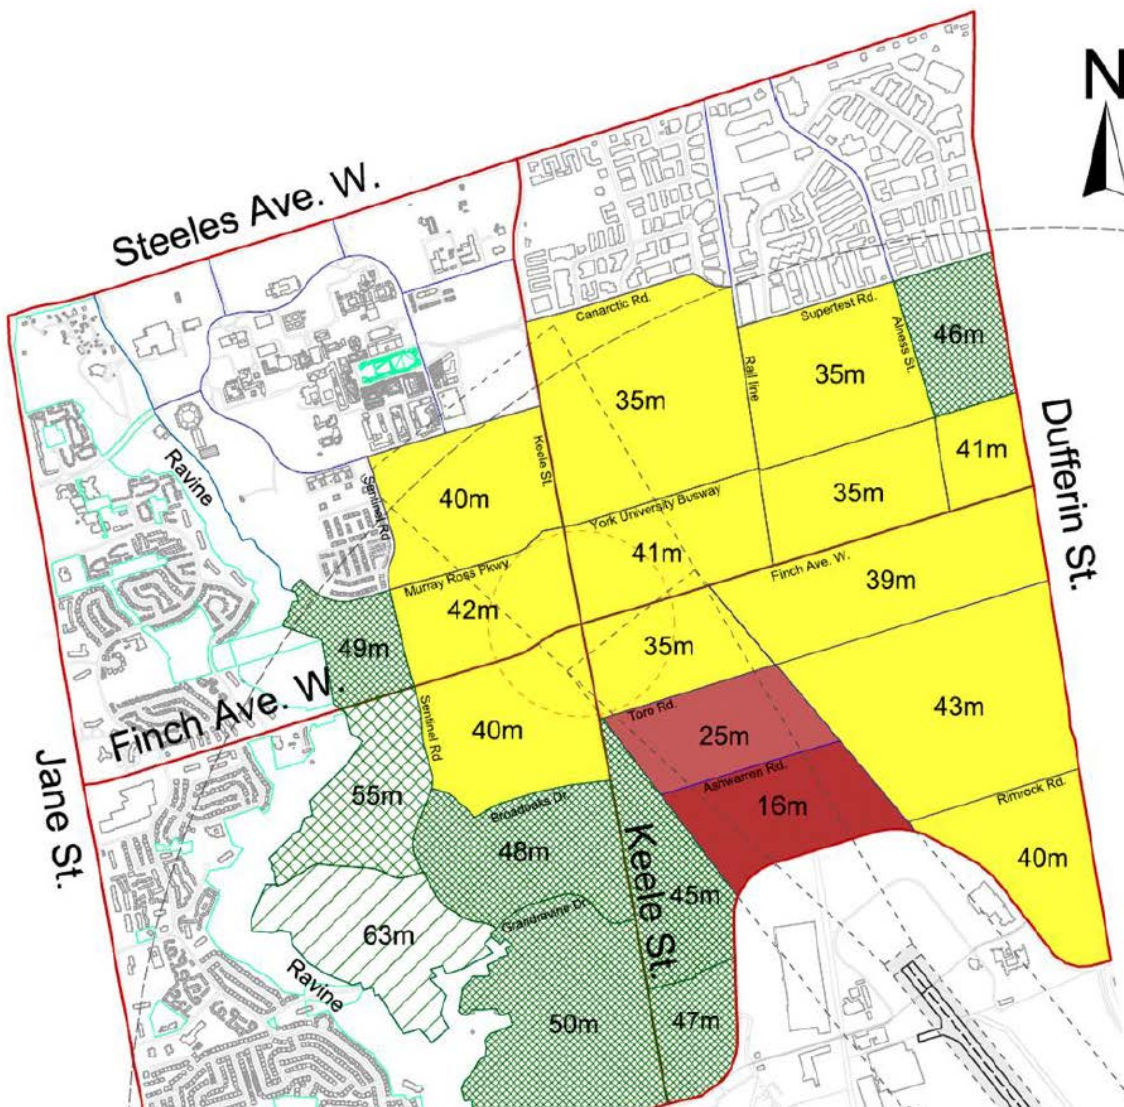 N
Steeles Ave. W.
Canarctic Rd.
Supertest Rd.
Alness St.
46m
Rail line
35m
35m
Dufferin St.
Ravine
Keele St.
41m
Sentinel Rd
40m
35m
York University Busway
41m
Finch Ave. W.
39m
Murray Ross Pkwy
42m
49m
35m
Finch Ave. W.
Sentinel Rd
40m
Toro Rd.
25m
43m
Jane St.
55m
Broadoaks Dr.
Ashwarren Rd.
16m
Rimrock Rd.
48m
Keele St.
40m
45m
Grandravine Dr.
63m
Ravine
50m
47m